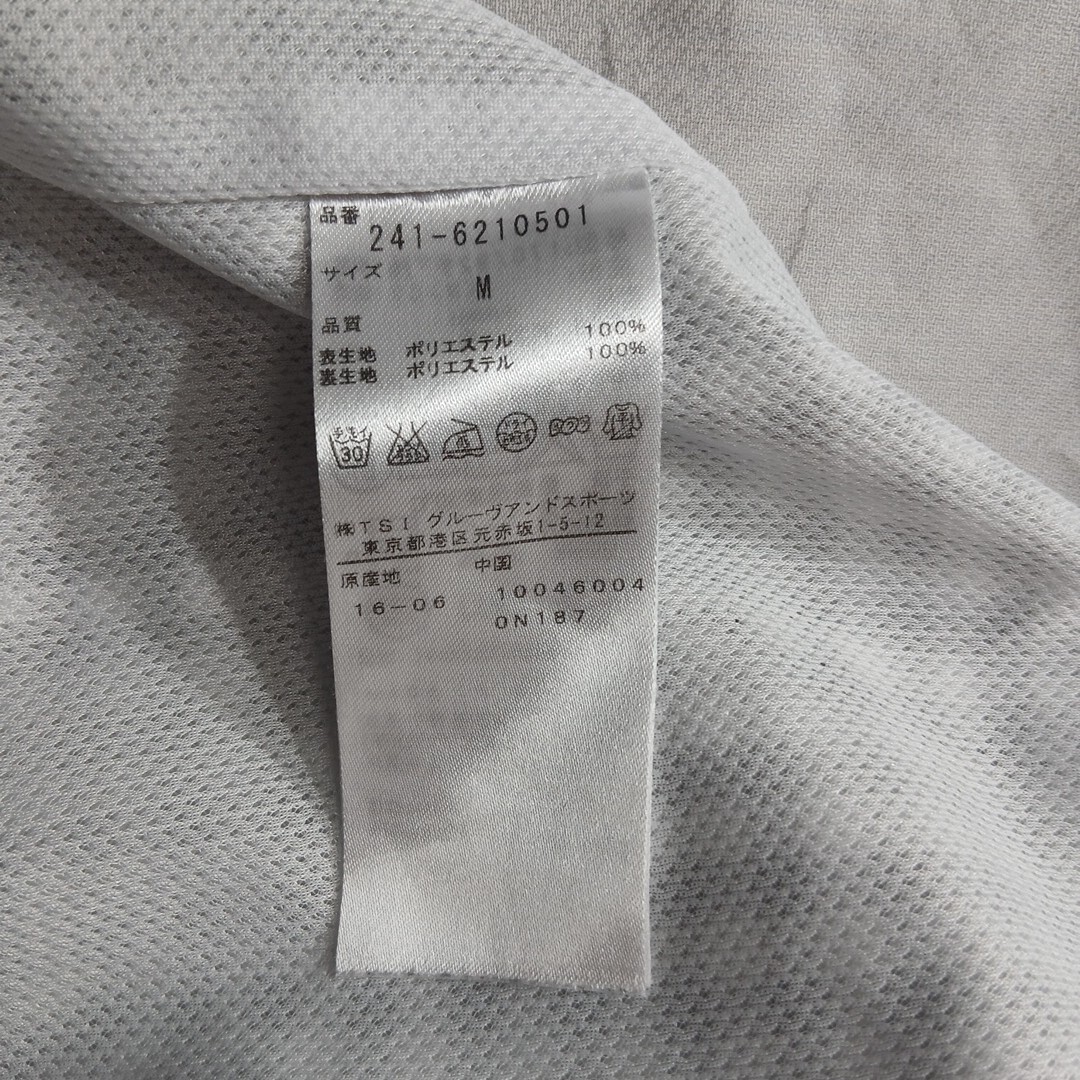 品番
241-6210501
サイズ
M
品質
表生地 ポリエステル 100%
裏生地 ポリエステル 100%
30
㈱TSI グルーヴアンドスポーツ
東京都港区元赤坂1-5-12
原産地 中国
16-06 10046004
0N187